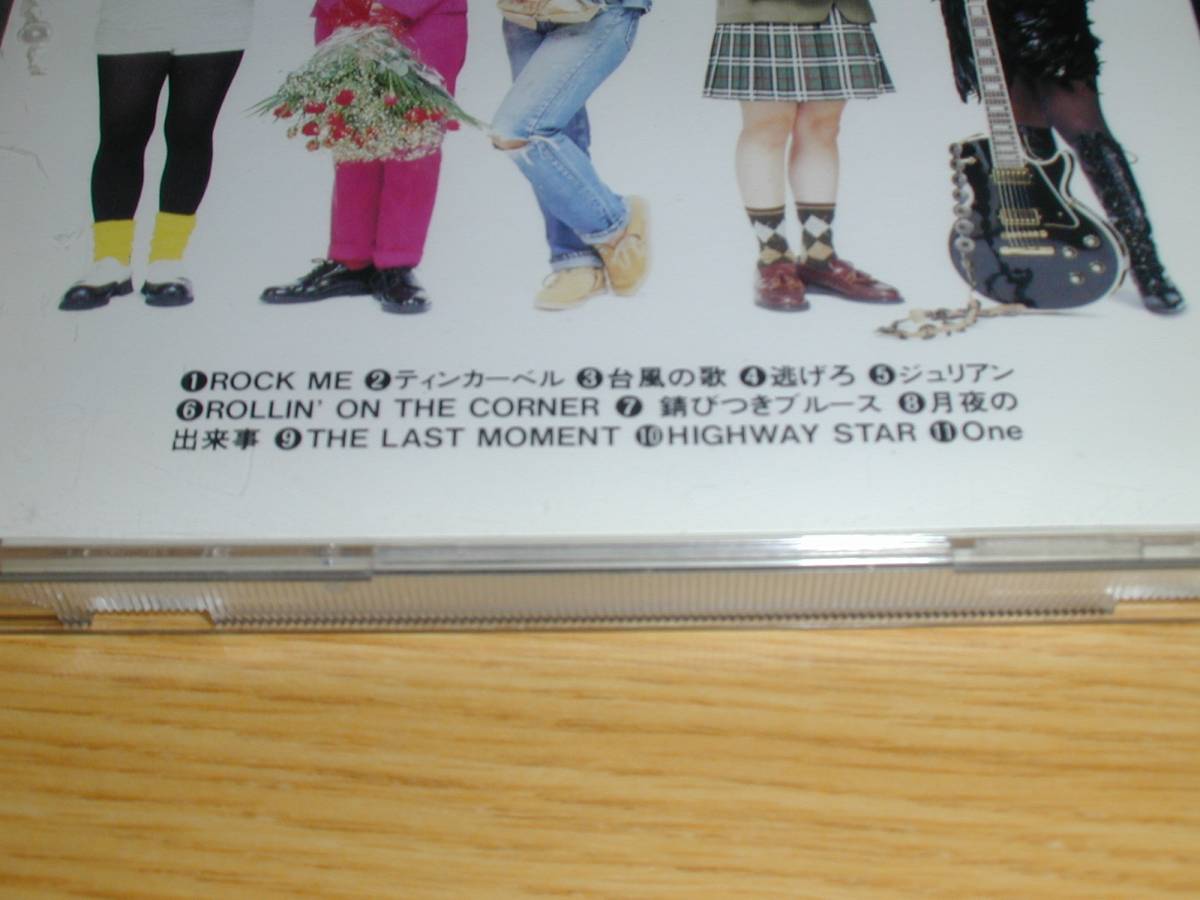 ❶ROCK ME ❷ティンカーベル ❸台風の歌 ❹逃げろ ❺ジュリアン
❻ROLLIN' ON THE CORNER ❼ 錆びつきブルース ❽月夜の
出来事 ❾THE LAST MOMENT ❿HIGHWAY STAR ⓫One